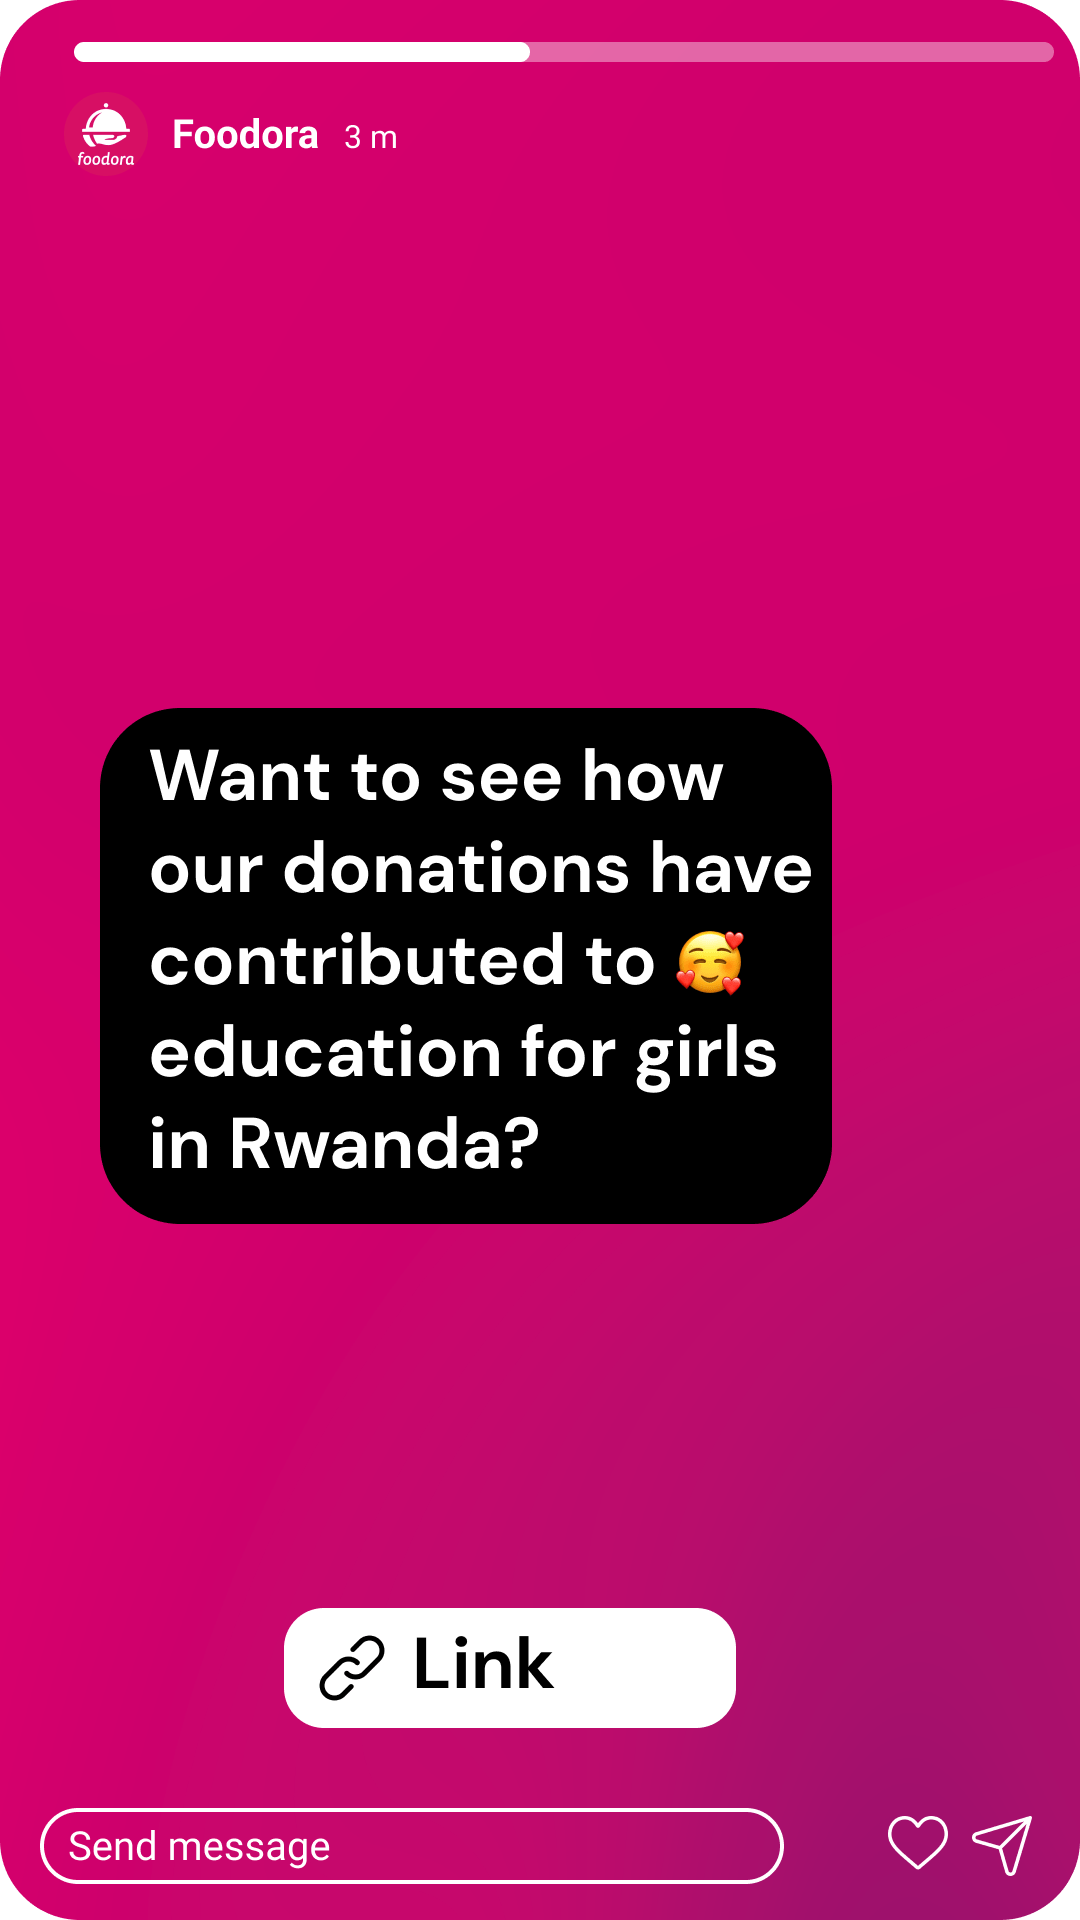 Foodora 3 m
foodora
Want to see how
our donations have
contributed to 🥰
education for girls
in Rwanda?
Link
Send message